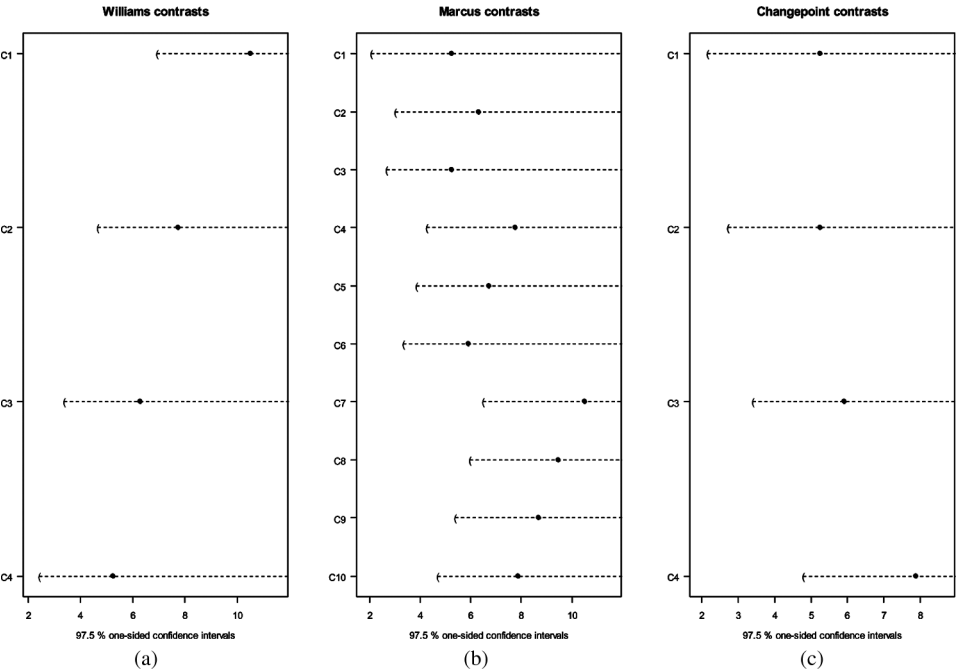 Williams contrasts
C1
C2
C3
C4
2 4 6 8 10
97.5 % one-sided confidence intervals
(a)
Marcus contrasts
C1
C2
C3
C4
C5
C6
C7
C8
C9
C10
2 4 6 8 10
97.5 % one-sided confidence intervals
(b)
Changepoint contrasts
C1
C2
C3
C4
2 3 4 5 6 7 8
97.5 % one-sided confidence intervals
(c)